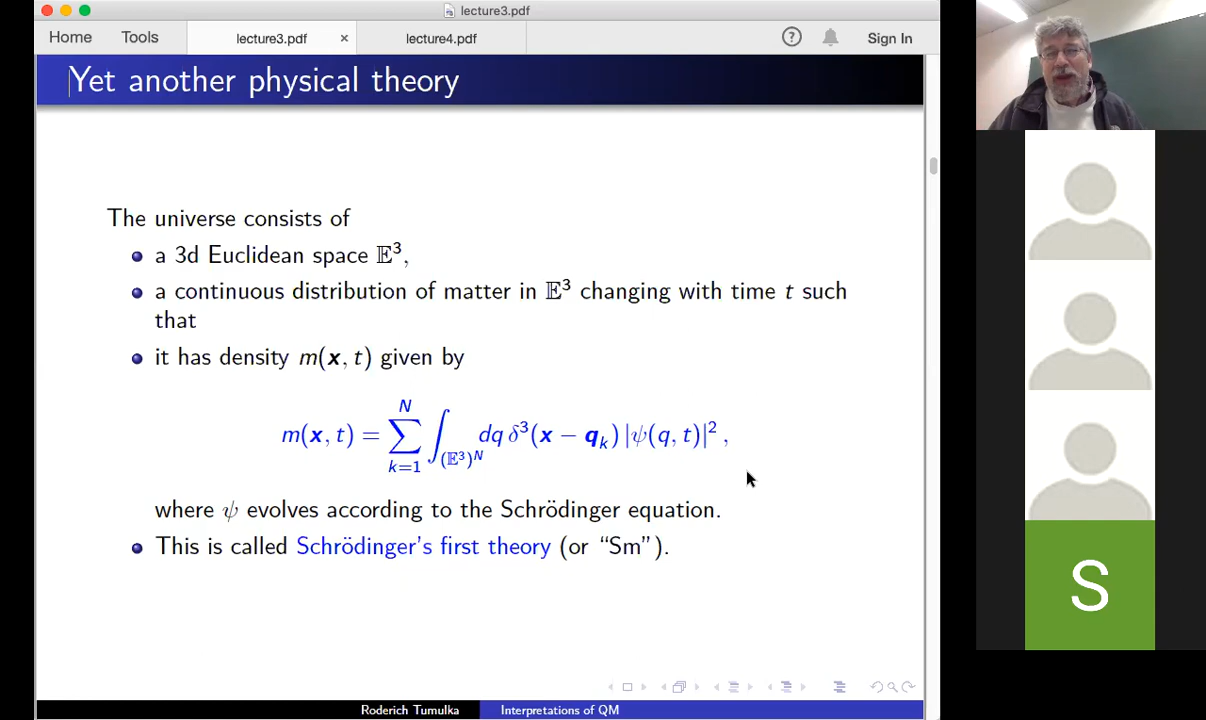 lecture3.pdf
Home Tools lecture3.pdf × lecture4.pdf ? Sign In
Yet another physical theory
The universe consists of
a 3d Euclidean space 𝔼³,
a continuous distribution of matter in 𝔼³ changing with time t such
that
it has density m(x, t) given by
m(x, t) = ∑_{k=1}^{N} ∫_{(𝔼³)^N} dq δ³(x − q_k) |ψ(q, t)|² ,
where ψ evolves according to the Schrödinger equation.
This is called Schrödinger's first theory (or “Sm”).
S
Roderich Tumulka Interpretations of QM